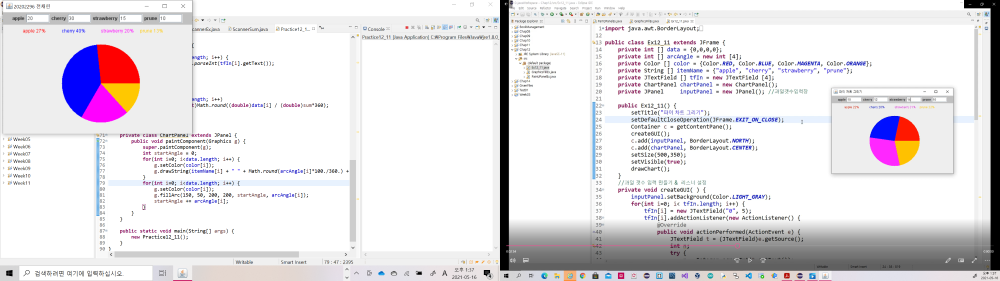 20202296 전채린
apple 20 cherry 30 strawberry 15 prune 10
apple 27% cherry 40% strawberry 20% prune 13%
cannerEx.java ScannerSum.java Practice12_1...
ngth; i++) {
.parseInt(tfIn[i].getText());
ngth; i++)
t)Math.round((double)data[i] / (double)sum*360);
71 private class ChartPanel extends JPanel {
72 public void paintComponent(Graphics g) {
73 super.paintComponent(g);
74 int startAngle = 0;
75 for(int i=0; i<data.length; i++) {
76 g.setColor(color[i]);
77 g.drawString(itemName[i] + " " + Math.round(arcAngle[i]*100./360.) +
78 }
79 for(int i=0; i<data.length; i++) {
80 g.setColor(color[i]);
81 g.fillArc(150, 50, 200, 200, startAngle, arcAngle[i]);
82 startAngle += arcAngle[i];
83 }
84 }
85 }
86
87 public static void main(String[] args) {
88 new Practice12_11();
89 }
90 }
Week05
Week06
Week07
Week08
Week09
Week10
Week11
Console
Practice12_11 [Java Application] C:￦Program Files￦Java￦jre1.8.0_
Writable Smart Insert 79 : 47 : 2395
검색하려면 여기에 입력하십시오.
A 오후 1:37
2021-05-16
4
0-javaWorkspace - Chap12/src/Ex12_11.java - Eclipse IDE
File Edit Source Refactor Navigate Search Project Run Window Help
Package Explorer
BookManagement
Chap08
Chap09
Chap10
Chap11
Chap12
JRE System Library [JavaSE-11]
src
(default package)
Ex12_11.java
GraphicsFillEx.java
PaintJPanelEx.java
Chap14
GivenFiles
Test01
Week03
PaintJPanelEx.java GraphicsFillEx.java Ex12_11.java
1 import java.awt.BorderLayout;
12
13 public class Ex12_11 extends JFrame {
14 private int [] data = {0,0,0,0};
15 private int [] arcAngle = new int [4];
16 private Color [] color = {Color.RED, Color.BLUE, Color.MAGENTA, Color.ORANGE};
17 private String [] itemName = {"apple", "cherry", "strawberry", "prune"};
18 private JTextField [] tfIn = new JTextField [4];
19 private ChartPanel chartPanel = new ChartPanel();
20 private JPanel inputPanel = new JPanel(); //과일갯수입력창
21
22 public Ex12_11() {
23 setTitle("파이 차트 그리기");
24 setDefaultCloseOperation(JFrame.EXIT_ON_CLOSE);
25 Container c = getContentPane();
26 createGUI();
27 c.add(inputPanel, BorderLayout.NORTH);
28 c.add(chartPanel, BorderLayout.CENTER);
29 setSize(500,350);
30 setVisible(true);
31 drawChart();
32 }
33 //과일 갯수 입력 만들기 & 리스너 설정
34 private void createGUI( ) {
35 inputPanel.setBackground(Color.LIGHT_GRAY);
36 for(int i=0; i< tfIn.length; i++) {
37 tfIn[i] = new JTextField("0", 5);
38 tfIn[i].addActionListener(new ActionListener() {
39 @Override
40 public void actionPerformed(ActionEvent e) {
41 JTextField t = (JTextField)e.getSource();
42 int n;
43 try {
파이 차트 그리기
apple 10 cherry 12 strawberry 14 prune 10
apple 22% cherry 26% strawberry 31% prune 22%
0:02:54 0:00:00
10 30
Writable Smart Insert 24 : 38 : 819
오후 1:37
2021-05-16